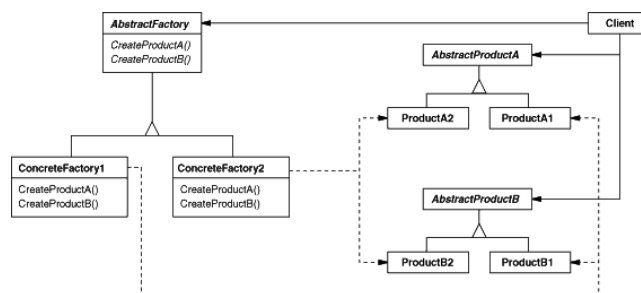 AbstractFactory
CreateProductA()
CreateProductB()
Client
AbstractProductA
ProductA2
ProductA1
ConcreteFactory1
CreateProductA()
CreateProductB()
ConcreteFactory2
CreateProductA()
CreateProductB()
AbstractProductB
ProductB2
ProductB1